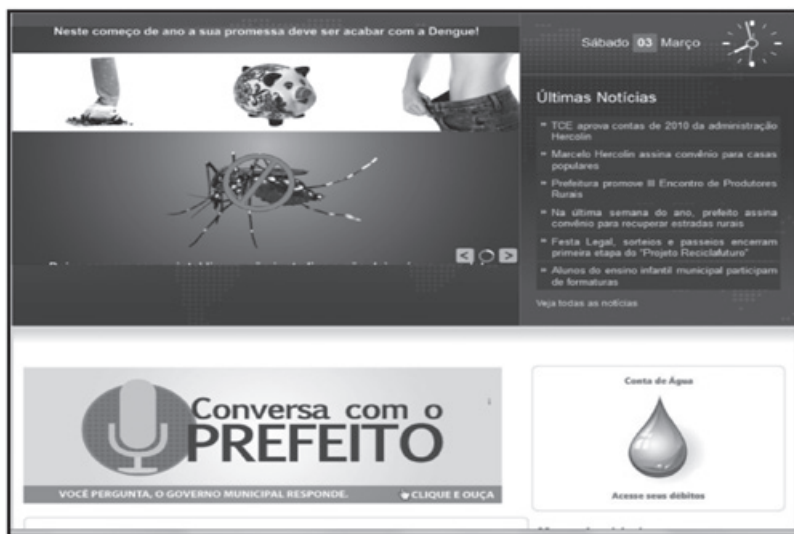 Neste começo de ano a sua promessa deve ser acabar com a Dengue!
Sábado 03 Março
Últimas Notícias
» TCE aprova contas de 2010 da administração
Hercolin
» Marcelo Hercolin assina convênio para casas
populares
» Prefeitura promove III Encontro de Produtores
Rurais
» Na última semana do ano, prefeito assina
convênio para recuperar estradas rurais
» Festa Legal, sorteios e passeios encerram
primeira etapa do "Projeto Reciclafuturo"
» Alunos do ensino infantil municipal participam
de formaturas
Veja todas as notícias
Conversa com o
PREFEITO
VOCÊ PERGUNTA, O GOVERNO MUNICIPAL RESPONDE.
CLIQUE E OUÇA
Conta de Água
Acesse seus débitos